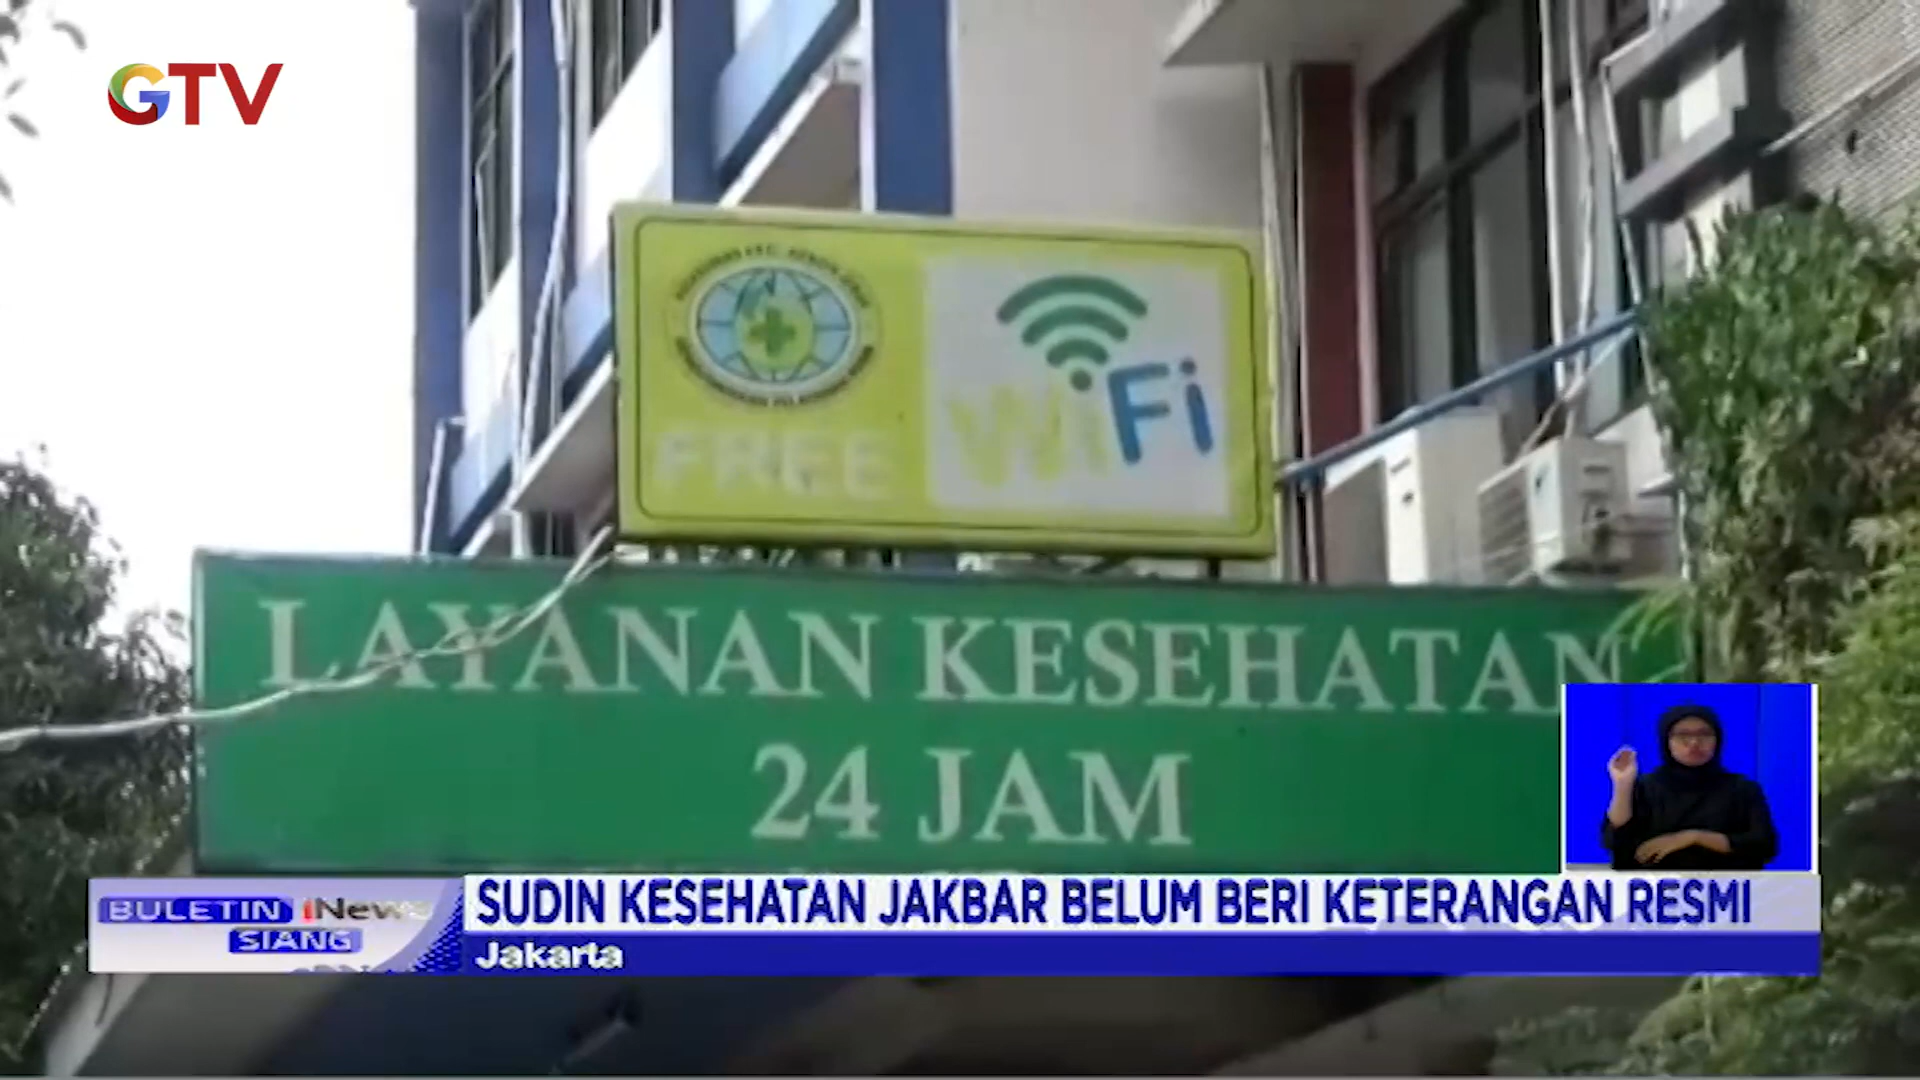 GTV
FREE
WiFi
LAYANAN KESEHATAN
24 JAM
BULETIN iNews
SIANG
SUDIN KESEHATAN JAKBAR BELUM BERI KETERANGAN RESMI
Jakarta